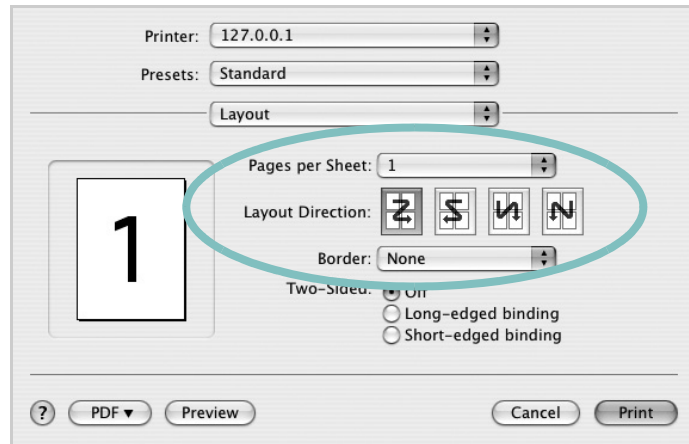 Printer: 127.0.0.1
Presets: Standard
Layout
Pages per Sheet: 1
Layout Direction:
Border: None
Two-Sided: Off
Long-edged binding
Short-edged binding
1
? PDF▼ Preview Cancel Print